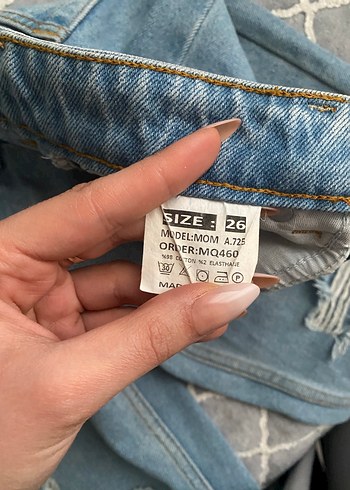 SIZE : 26
MODEL:MOM A.725
ORDER:MQ460
%98 COTTON %2 ELASTHANE
30 P